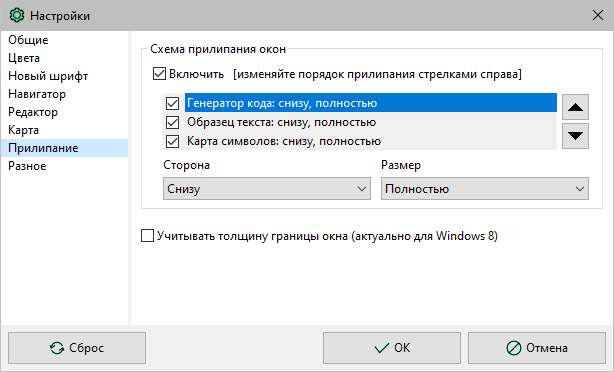 Настройки
Общие
Цвета
Новый шрифт
Навигатор
Редактор
Карта
Прилипание
Разное
Схема прилипания окон
Включить [изменяйте порядок прилипания стрелками справа]
Генератор кода: снизу, полностью
Образец текста: снизу, полностью
Карта символов: снизу, полностью
Сторона Размер
Снизу Полностью
Учитывать толщину границы окна (актуально для Windows 8)
Сброс ОК Отмена